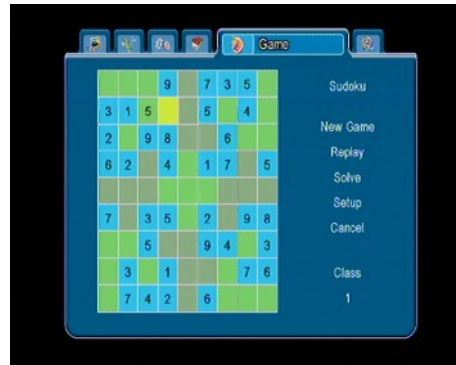 Game
9 7 3 5
3 1 5 5 4
2 9 8 6
6 2 4 1 7 5
7 3 5 2 9 8
5 9 4 3
3 1 7 6
7 4 2 6
Sudoku
New Game
Replay
Solve
Setup
Cancel
Class
1